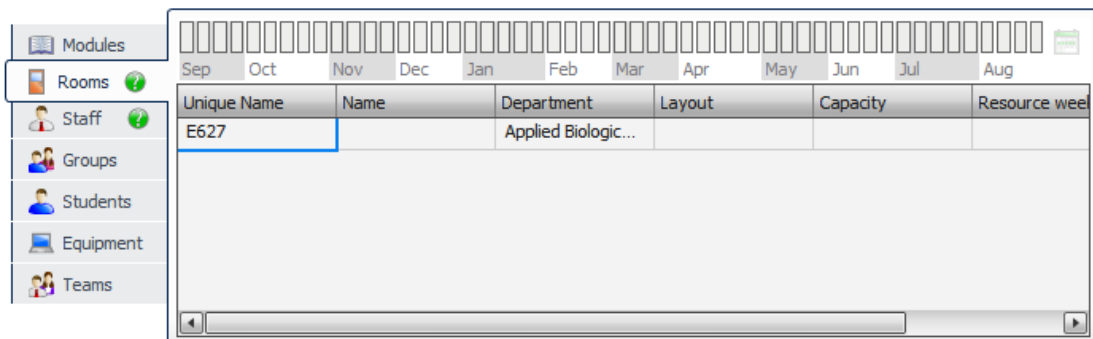 Modules
Rooms ?
Staff ?
Groups
Students
Equipment
Teams
Sep Oct Nov Dec Jan Feb Mar Apr May Jun Jul Aug
Unique Name Name Department Layout Capacity Resource weel
E627 Applied Biologic...